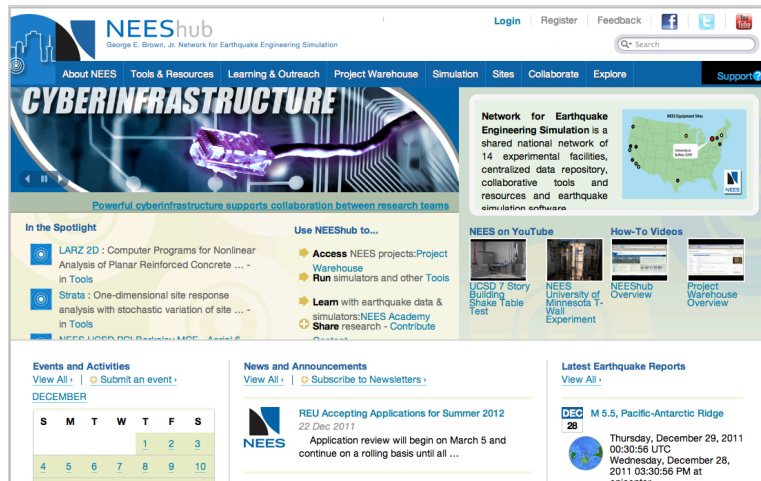 NEEShub
George E. Brown, Jr. Network for Earthquake Engineering Simulation
Login | Register | Feedback
Search
About NEES Tools & Resources Learning & Outreach Project Warehouse Simulation Sites Collaborate Explore Support?
CYBERINFRASTRUCTURE
Powerful cyberinfrastructure supports collaboration between research teams
Network for Earthquake
Engineering Simulation is a
shared national network of
14 experimental facilities,
centralized data repository,
collaborative tools and
resources and earthquake
simulation software.
NEES Equipment Sites
NEES
In the Spotlight
LARZ 2D : Computer Programs for Nonlinear
Analysis of Planar Reinforced Concrete ... -
in Tools
Strata : One-dimensional site response
analysis with stochastic variation of site ... -
in Tools
Use NEEShub to...
Access NEES projects:Project
Warehouse
Run simulators and other Tools
Learn with earthquake data &
simulators:NEES Academy
Share research - Contribute
NEES on YouTube
UCSD 7 Story
Building
Shake Table
Test
NEES
University of
Minnesota T-
Wall
Experiment
How-To Videos
NEEShub
Overview
Project
Warehouse
Overview
Events and Activities
View All › | Submit an event ›
DECEMBER
S M T W T F S
1 2 3
4 5 6 7 8 9 10
News and Announcements
View All › | Subscribe to Newsletters ›
NEES
REU Accepting Applications for Summer 2012
22 Dec 2011
Application review will begin on March 5 and
continue on a rolling basis until all ...
Latest Earthquake Reports
View All ›
DEC
28
M 5.5, Pacific-Antarctic Ridge
Thursday, December 29, 2011
00:30:56 UTC
Wednesday, December 28,
2011 03:30:56 PM at